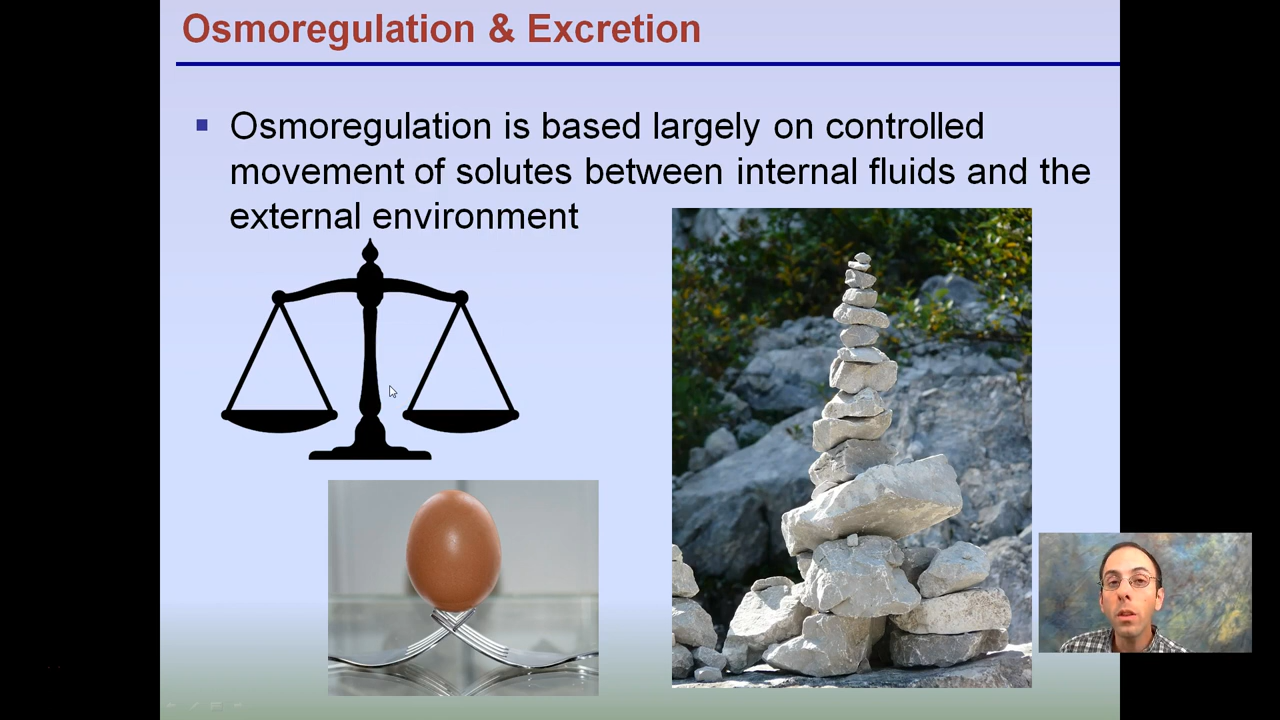 Osmoregulation & Excretion
Osmoregulation is based largely on controlled
movement of solutes between internal fluids and the
external environment